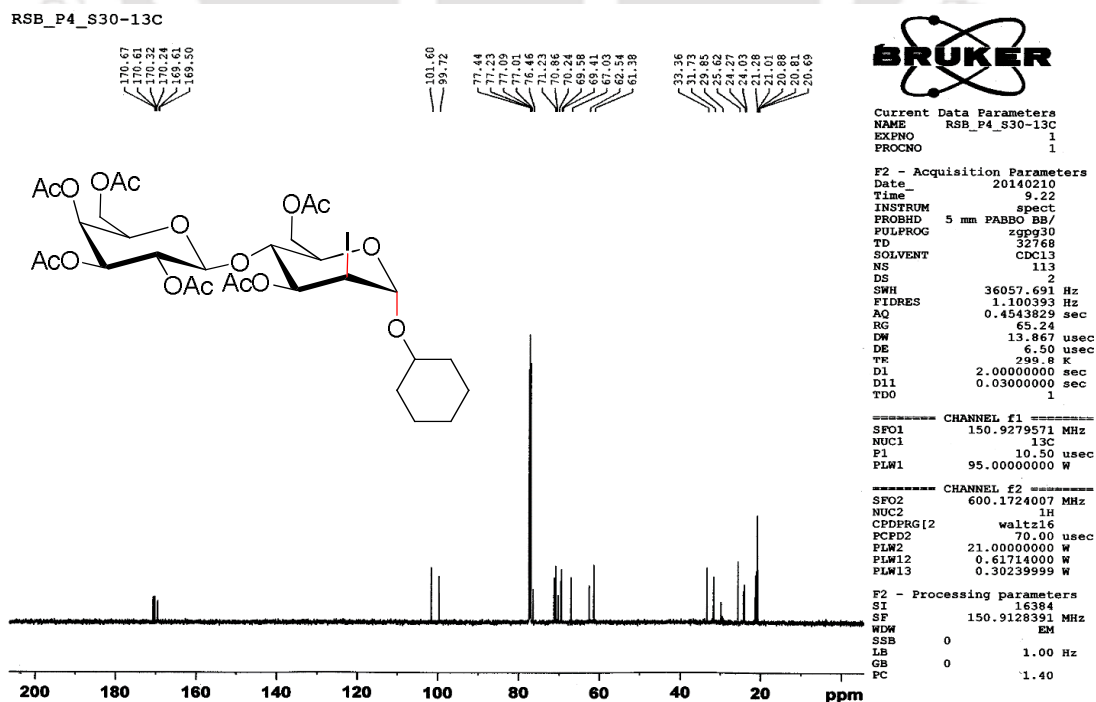 RSB_P4_S30-13C
170.67
170.61
170.32
170.24
169.61
169.50
101.60
99.72
77.44
77.23
77.09
77.01
76.46
71.23
70.86
70.24
69.58
69.41
67.03
62.54
61.38
33.36
31.73
29.85
25.62
24.27
24.03
21.28
21.01
20.88
20.81
20.69
BRUKER
AcO
OAc
O
OAc
I
O
AcO
O
OAc
AcO
O
Current Data Parameters
NAME RSB_P4_S30-13C
EXPNO 1
PROCNO 1
F2 - Acquisition Parameters
Date_ 20140210
Time 9.22
INSTRUM spect
PROBHD 5 mm PABBO BB/
PULPROG zgpg30
TD 32768
SOLVENT CDCl3
NS 113
DS 2
SWH 36057.691 Hz
FIDRES 1.100393 Hz
AQ 0.4543829 sec
RG 65.24
DW 13.867 usec
DE 6.50 usec
TE 299.8 K
D1 2.00000000 sec
D11 0.03000000 sec
TD0 1
======== CHANNEL f1 ========
SFO1 150.9279571 MHz
NUC1 13C
P1 10.50 usec
PLW1 95.00000000 W
======== CHANNEL f2 ========
SFO2 600.1724007 MHz
NUC2 1H
CPDPRG[2 waltz16
PCPD2 70.00 usec
PLW2 21.00000000 W
PLW12 0.61714000 W
PLW13 0.30239999 W
F2 - Processing parameters
SI 16384
SF 150.9128391 MHz
WDW EM
SSB 0
LB 1.00 Hz
GB 0
PC 1.40
200 180 160 140 120 100 80 60 40 20 ppm